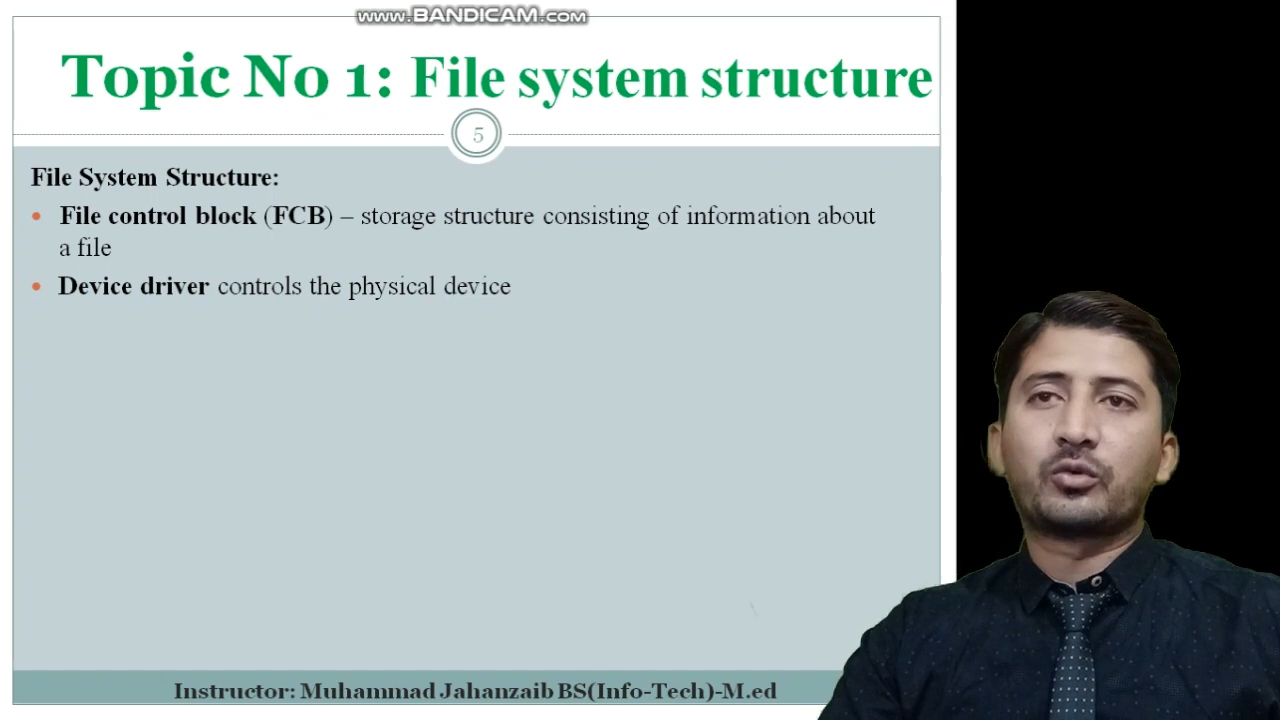 www.BANDICAM.com
Topic No 1: File system structure
5
File System Structure:
• File control block (FCB) – storage structure consisting of information about
a file
• Device driver controls the physical device
Instructor: Muhammad Jahanzaib BS(Info-Tech)-M.ed